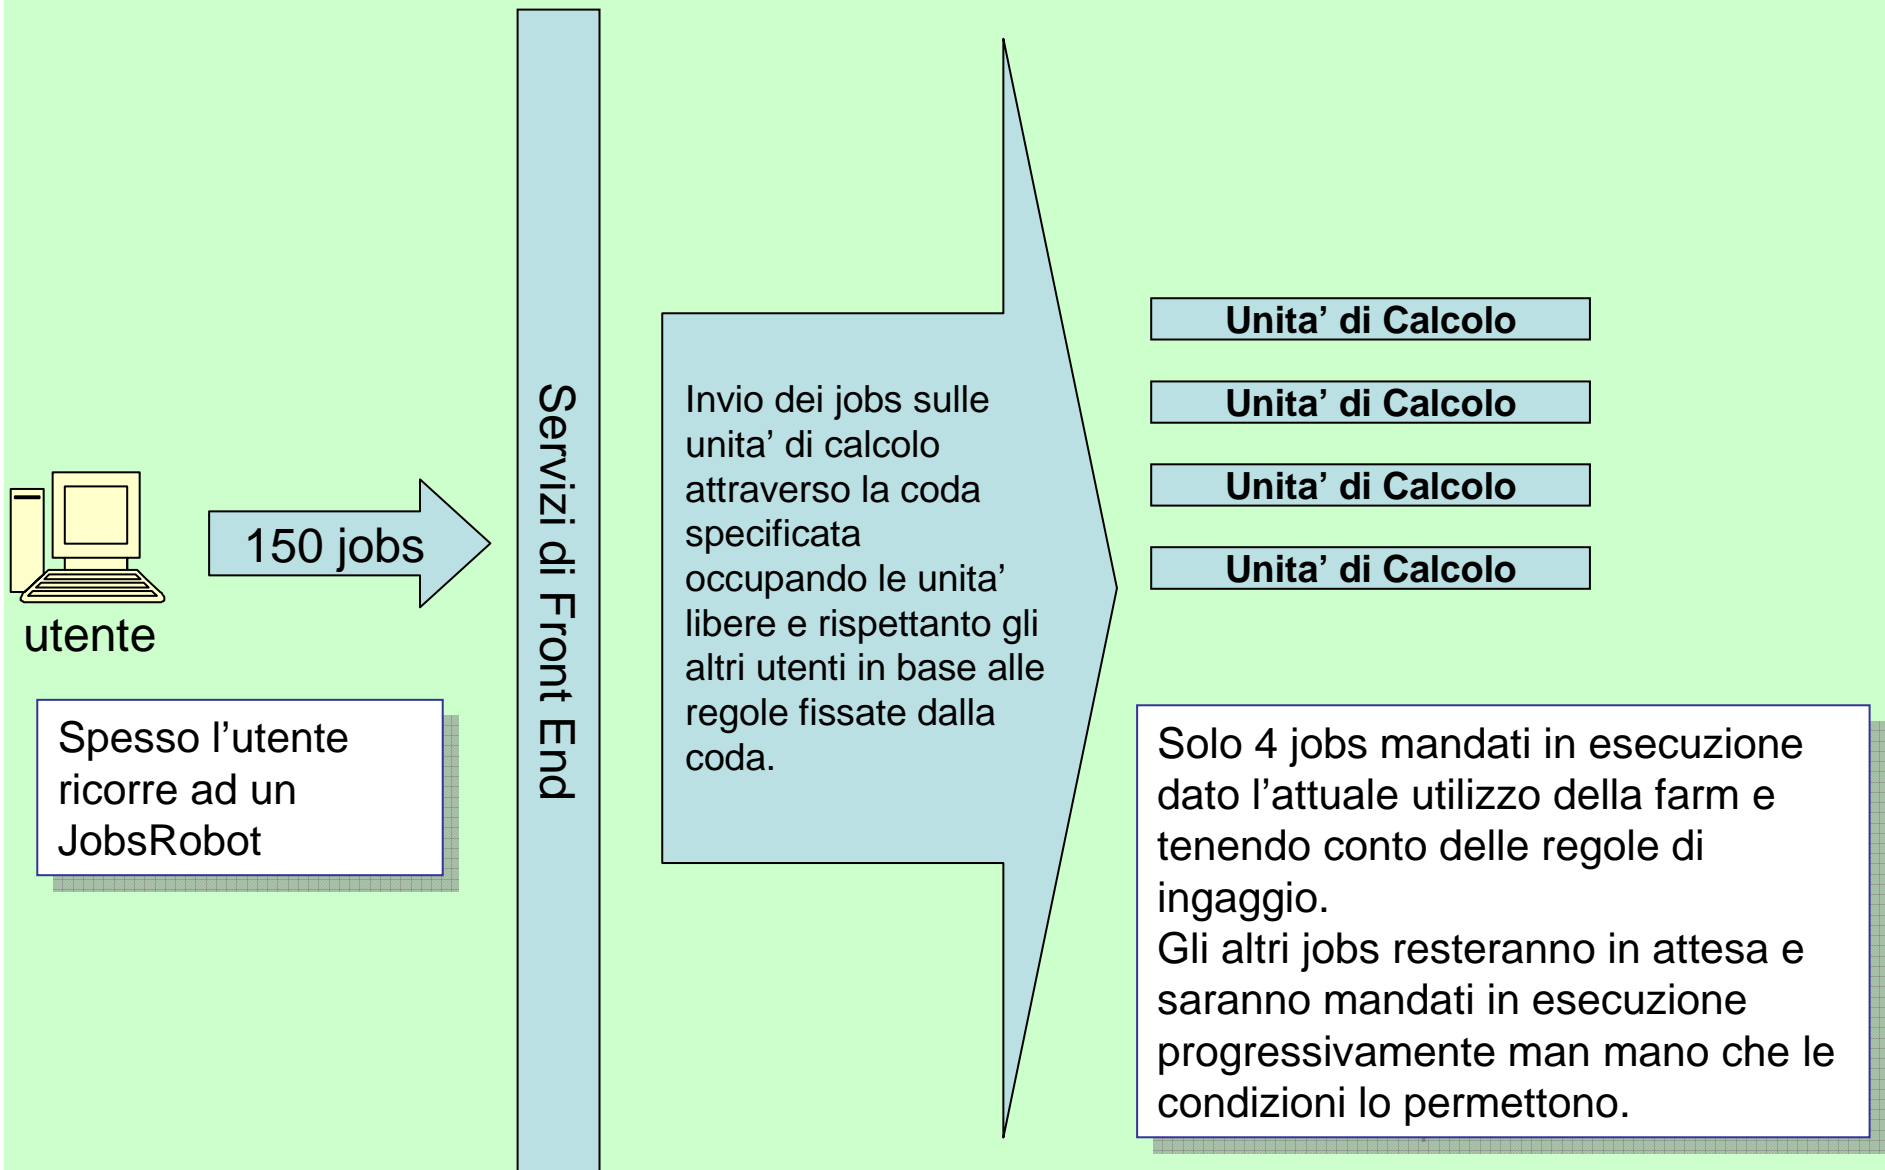 utente
150 jobs
Spesso l’utente
ricorre ad un
JobsRobot
Servizi di Front End
Invio dei jobs sulle
unita’ di calcolo
attraverso la coda
specificata
occupando le unita’
libere e rispettanto gli
altri utenti in base alle
regole fissate dalla
coda.
Unita’ di Calcolo
Unita’ di Calcolo
Unita’ di Calcolo
Unita’ di Calcolo
Solo 4 jobs mandati in esecuzione
dato l’attuale utilizzo della farm e
tenendo conto delle regole di
ingaggio.
Gli altri jobs resteranno in attesa e
saranno mandati in esecuzione
progressivamente man mano che le
condizioni lo permettono.